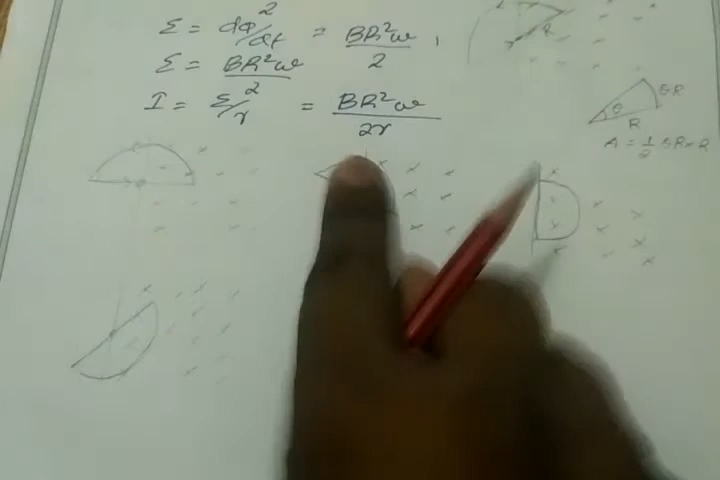 Σ = dΦ/dt = BR²ω/2,
Σ = BR²ω/2
I = Σ/r = BR²ω/2r
R
θ
θR
R
A = 1/2 θR×R